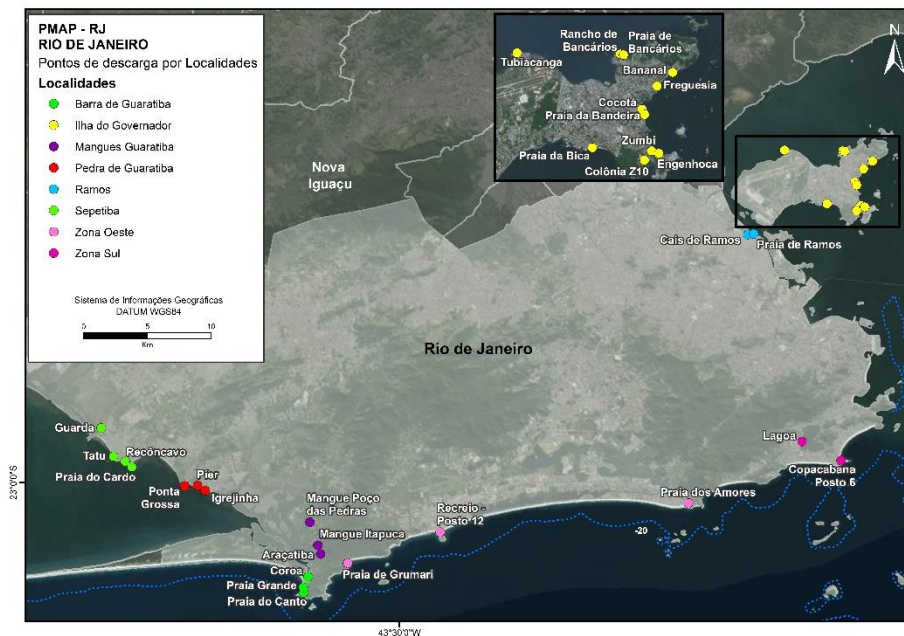 PMAP - RJ
RIO DE JANEIRO
Pontos de descarga por Localidades
Localidades
Barra de Guaratiba
Ilha do Governador
Mangues Guaratiba
Pedra de Guaratiba
Ramos
Sepetiba
Zona Oeste
Zona Sul
Sistema de Informações Geográficas
DATUM WGS84
0 5 10
Km
Rancho de
Bancários
Praia de
Bancários
Tubiacanga
Bananal
Freguesia
Cocotá
Praia da Bandeira
Zumbi
Praia da Bica
Engenhoca
Colônia Z10
N
Nova
Iguaçu
Cais de Ramos
Praia de Ramos
Rio de Janeiro
Guarda
Tatu
Recôncavo
Praia do Cardo
Pier
Ponta
Grossa
Igrejinha
Mangue Poço
das Pedras
Mangue Itapuca
Araçatiba
Coroa
Praia Grande
Praia do Canto
Praia de Grumari
Recreio -
Posto 12
Praia dos Amores
Lagoa
Copacabana
Posto 6
-20
23°0'0"S
43°30'0"W